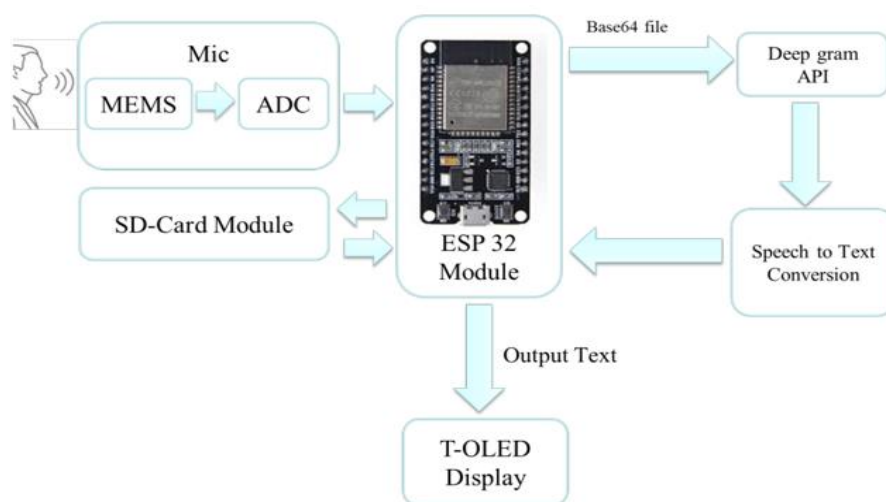 Mic
MEMS
ADC
SD-Card Module
ESP 32
Module
Base64 file
Deep gram
API
Speech to Text
Conversion
Output Text
T-OLED
Display